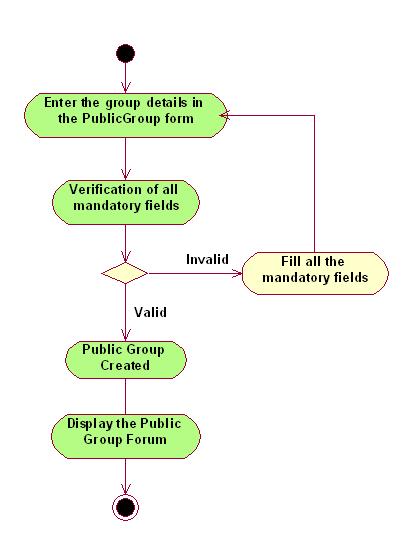 Enter the group details in
the PublicGroup form
Verification of all
mandatory fields
Invalid
Fill all the
mandatory fields
Valid
Public Group
Created
Display the Public
Group Forum